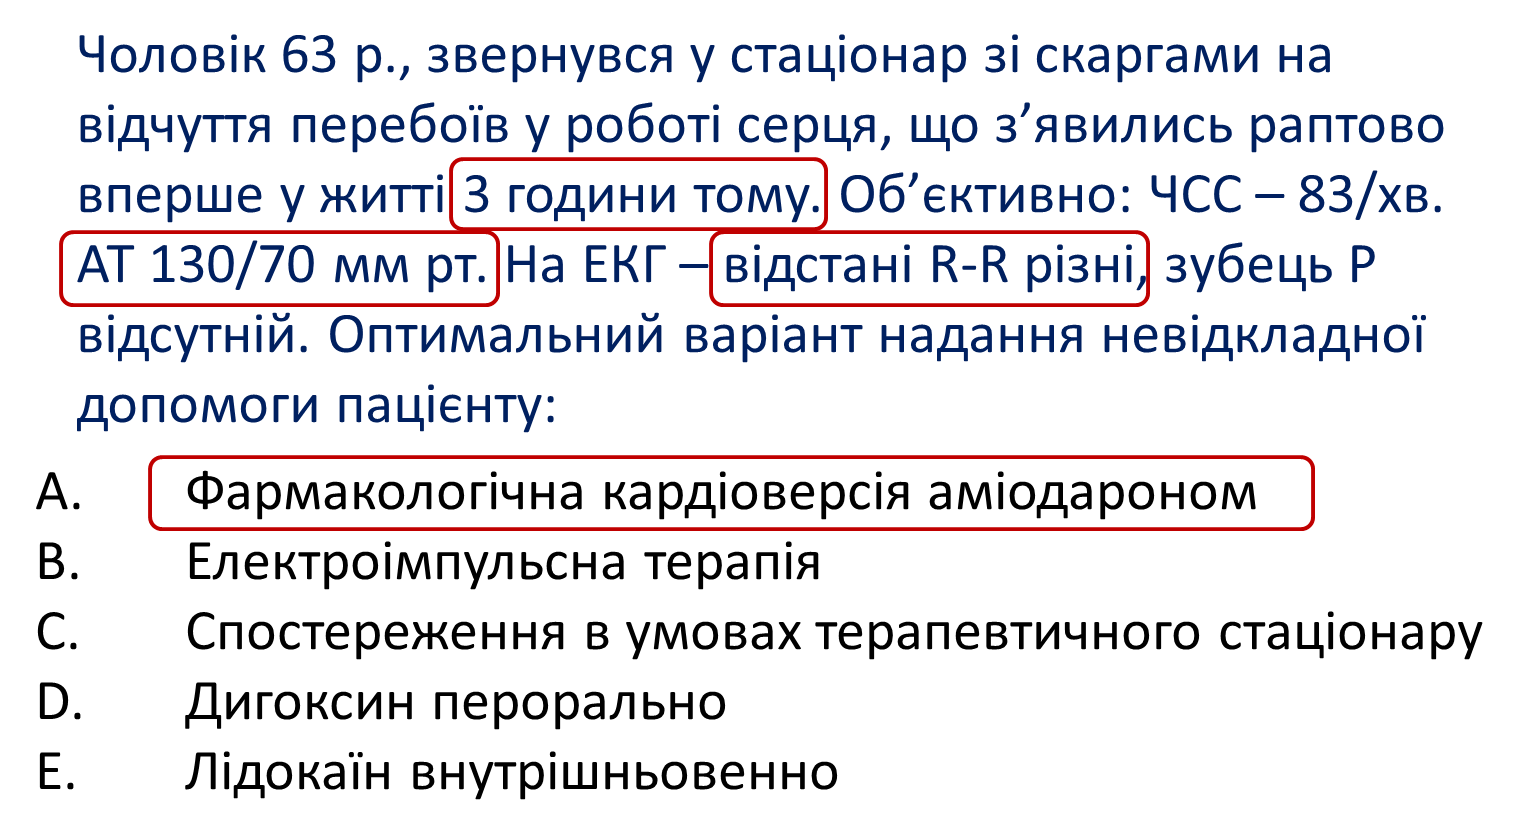 Чоловік 63 р., звернувся у стаціонар зі скаргами на
відчуття перебоїв у роботі серця, що з’явились раптово
вперше у житті 3 години тому. Об’єктивно: ЧСС – 83/хв.
АТ 130/70 мм рт. На ЕКГ – відстані R-R різні, зубець Р
відсутній. Оптимальний варіант надання невідкладної
допомоги пацієнту:
A. Фармакологічна кардіоверсія аміодароном
B. Електроімпульсна терапія
C. Спостереження в умовах терапевтичного стаціонару
D. Дигоксин перорально
E. Лідокаїн внутрішньовенно